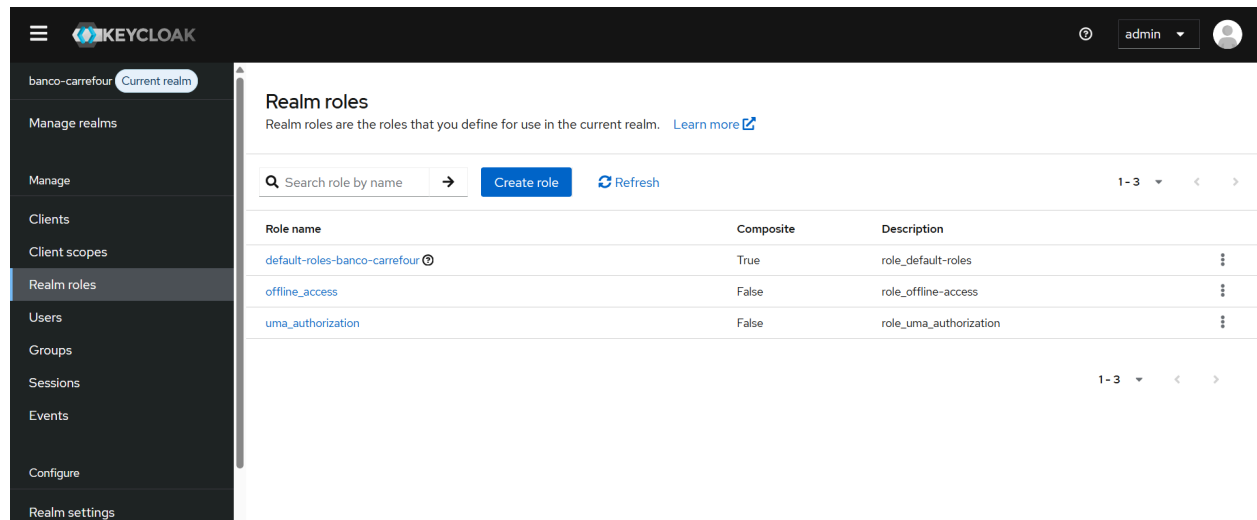 KEYCLOAK
admin
banco-carrefour Current realm
Manage realms
Manage
Clients
Client scopes
Realm roles
Users
Groups
Sessions
Events
Configure
Realm settings
Realm roles
Realm roles are the roles that you define for use in the current realm. Learn more
Search role by name Create role Refresh 1 - 3
Role name Composite Description
default-roles-banco-carrefour True role_default-roles
offline_access False role_offline-access
uma_authorization False role_uma_authorization
1 - 3